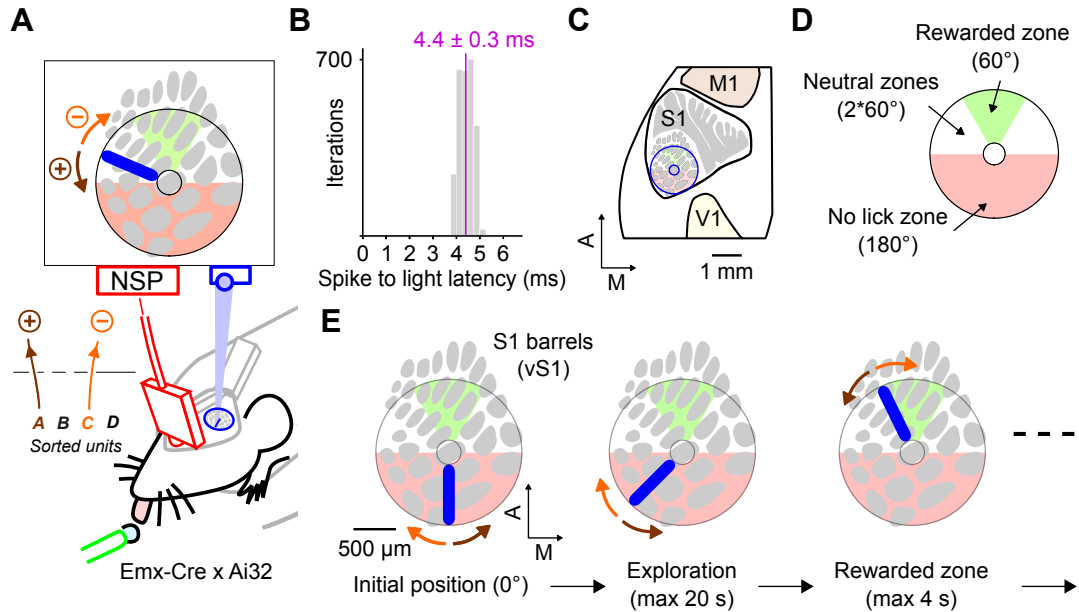 A
NSP
+
−
+
−
A B C D
Sorted units
Emx-Cre x Ai32
B
4.4 ± 0.3 ms
700
Iterations
0 1 2 3 4 5 6
Spike to light latency (ms)
C
M1
S1
V1
A
M
1 mm
D
Rewarded zone
(60°)
Neutral zones
(2*60°)
No lick zone
(180°)
E
S1 barrels
(vS1)
A
M
500 µm
Initial position (0°)
Exploration
(max 20 s)
Rewarded zone
(max 4 s)